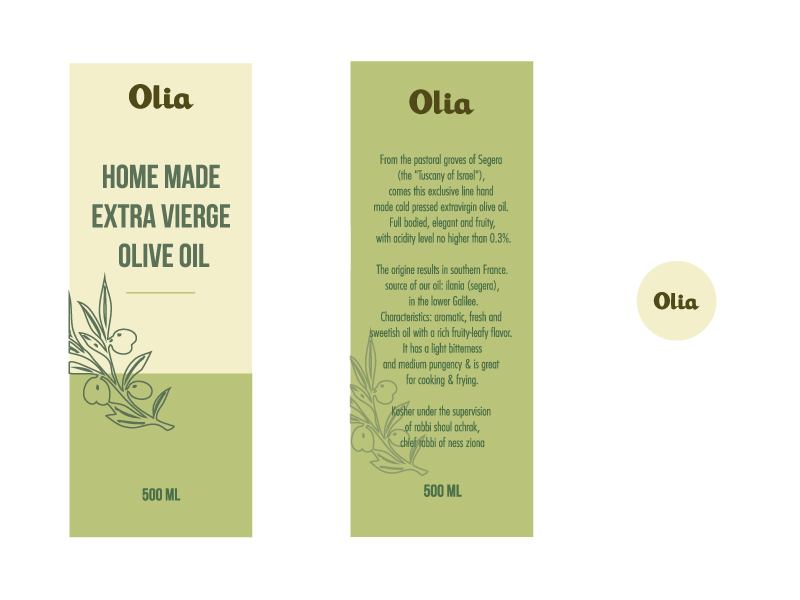 Olia
HOME MADE
EXTRA VIERGE
OLIVE OIL
500 ML
Olia
From the pastoral groves of Segera
(the "Tuscany of Israel"),
comes this exclusive line hand
made cold pressed extravirgin olive oil.
Full bodied, elegant and fruity,
with acidity level no higher than 0.3%.
The origine results in southern France.
source of our oil: ilania (segera),
in the lower Galilee.
Characteristics: aromatic, fresh and
sweetish oil with a rich fruity-leafy flavor.
It has a light bitterness
and medium pungency & is great
for cooking & frying.
Kosher under the supervision
of rabbi shaul achrak,
chief rabbi of ness ziona
500 ML
Olia